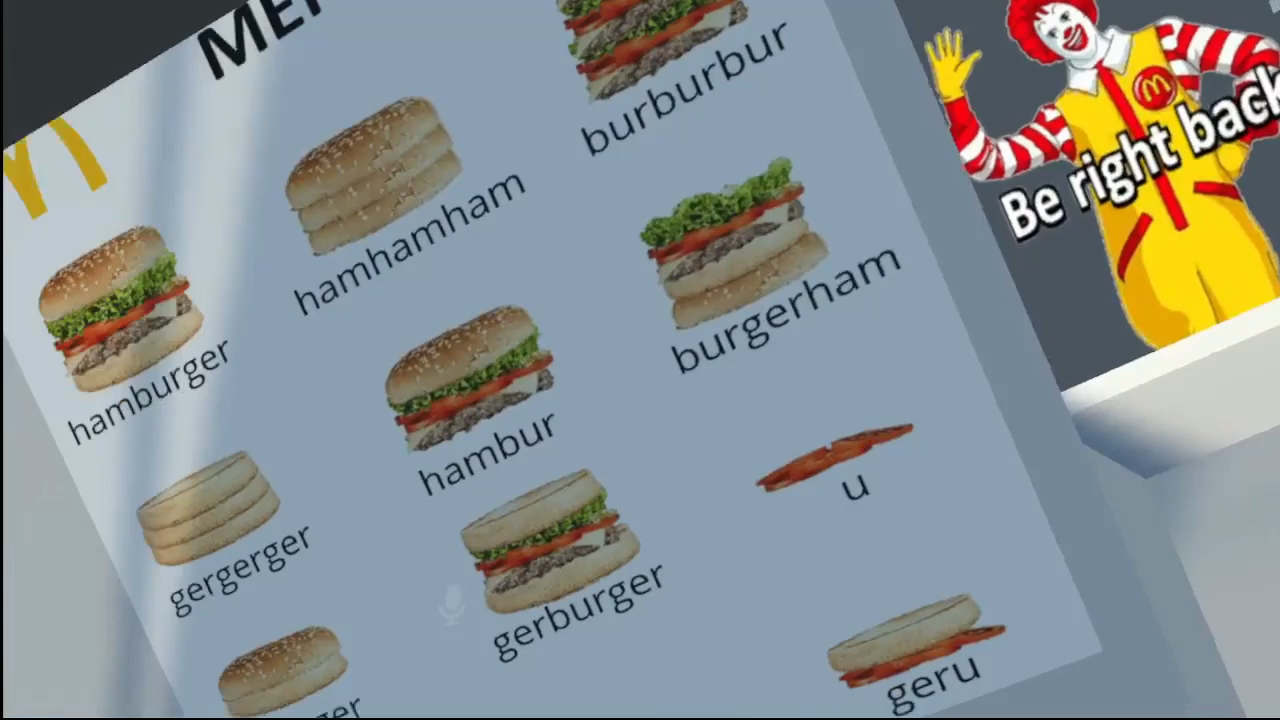 hamburger
hamhamham
burburbur
gergerger
hambur
burgerham
gerburger
u
geru
Be right back